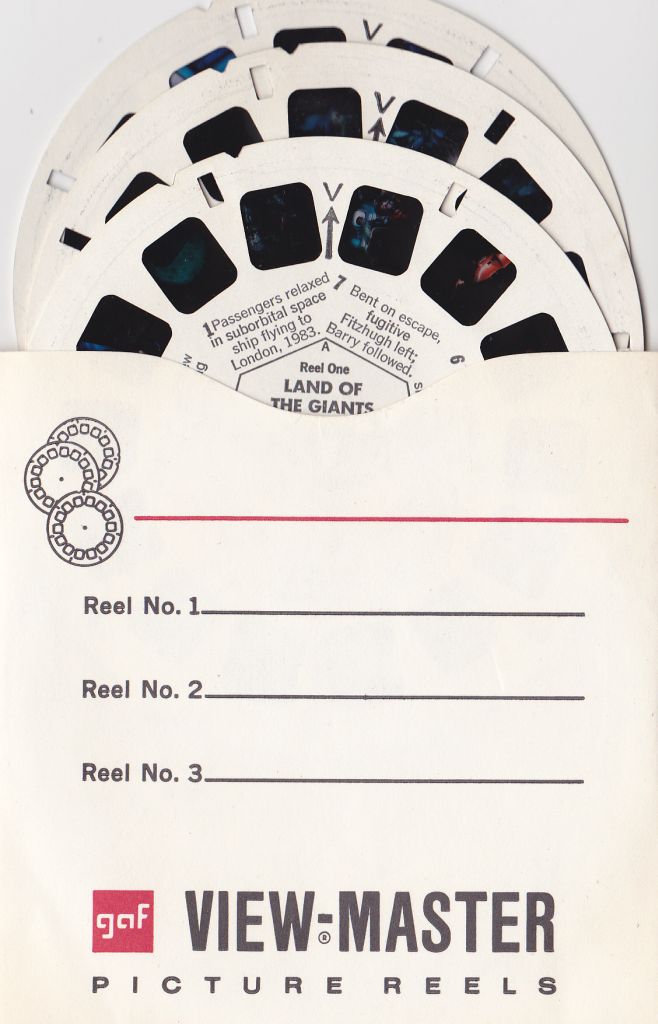 V
V
V
1 Passengers relaxed
in suborbital space
ship flying to
London, 1983.
7 Bent on escape,
fugitive
Fitzhugh left;
Barry followed.
6
A
Reel One
LAND OF
THE GIANTS
Reel No. 1
Reel No. 2
Reel No. 3
gaf VIEW-MASTER®
PICTURE REELS